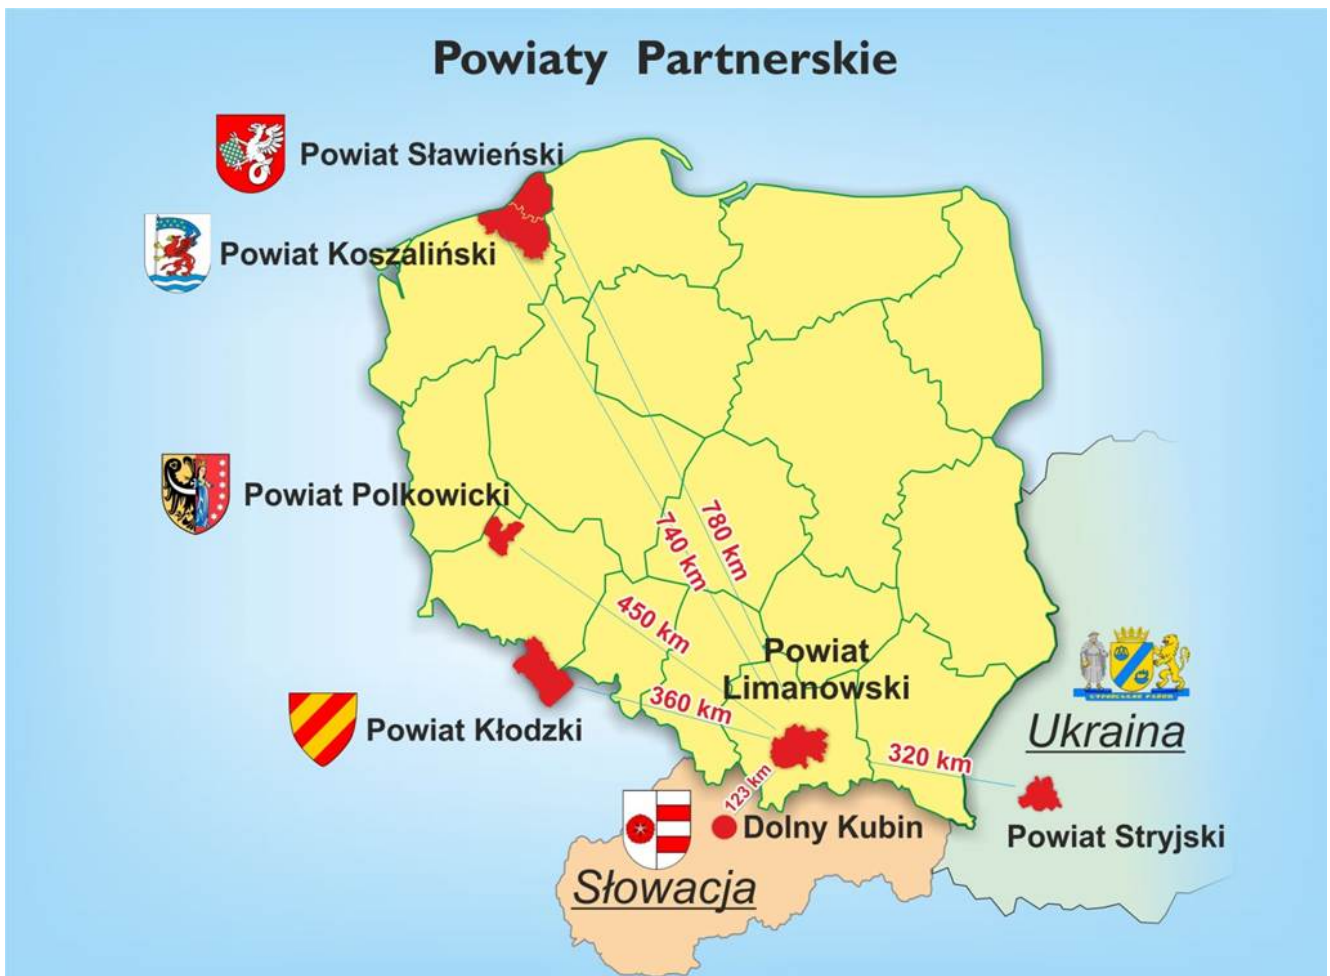 Powiaty Partnerskie
Powiat Sławieński
Powiat Koszaliński
Powiat Polkowicki
780 km
740 km
450 km
Powiat
Limanowski
360 km
Powiat Kłodzki
Ukraina
320 km
123 km
Dolny Kubin
Powiat Stryjski
Słowacja